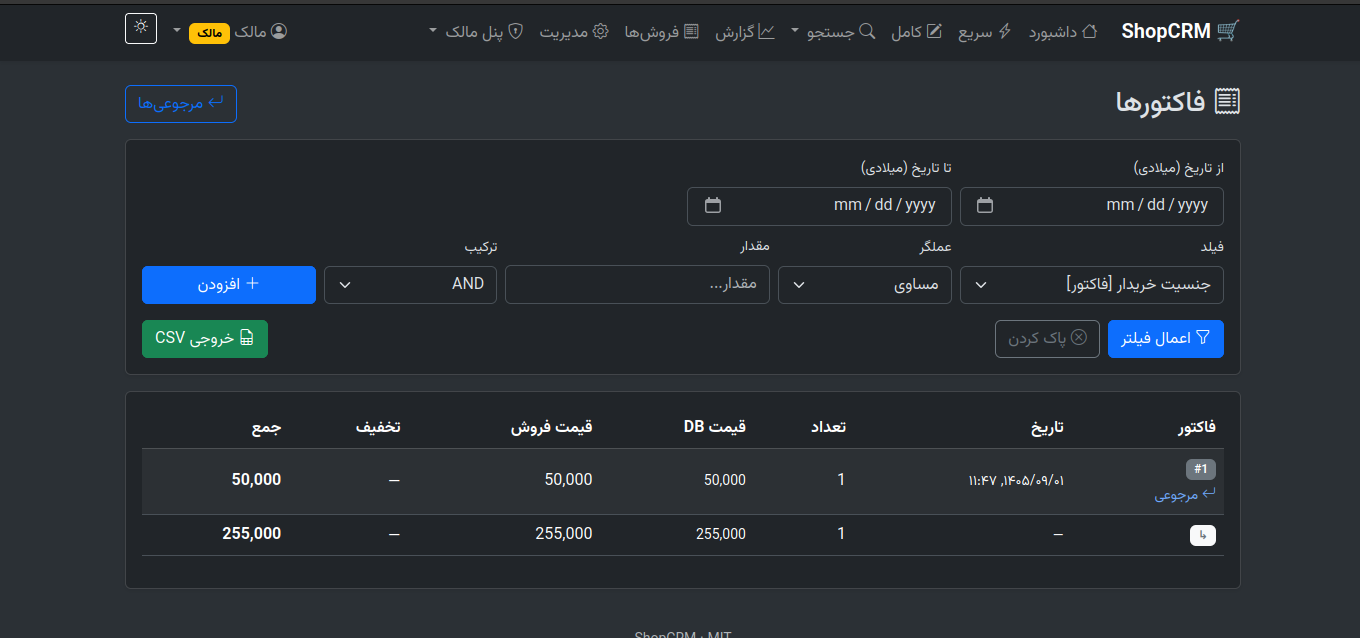 ShopCRM داشبورد سریع کامل جستجو گزارش فروش‌ها مدیریت پنل مالک مالک مالک
فاکتورها مرجوعی‌ها
از تاریخ (میلادی) تا تاریخ (میلادی)
mm / dd / yyyy mm / dd / yyyy
فیلد عملگر مقدار ترکیب
جنسیت خریدار [فاکتور] مساوی مقدار... AND + افزودن
اعمال فیلتر پاک کردن خروجی CSV
فاکتور تاریخ تعداد قیمت DB قیمت فروش تخفیف جمع
#1 ۱۴۰۵/۰۹/۰۱, ۱۱:۴۷ 1 50,000 50,000 — 50,000
مرجوعی
↳ — 1 255,000 255,000 — 255,000
ShopCRM · MIT